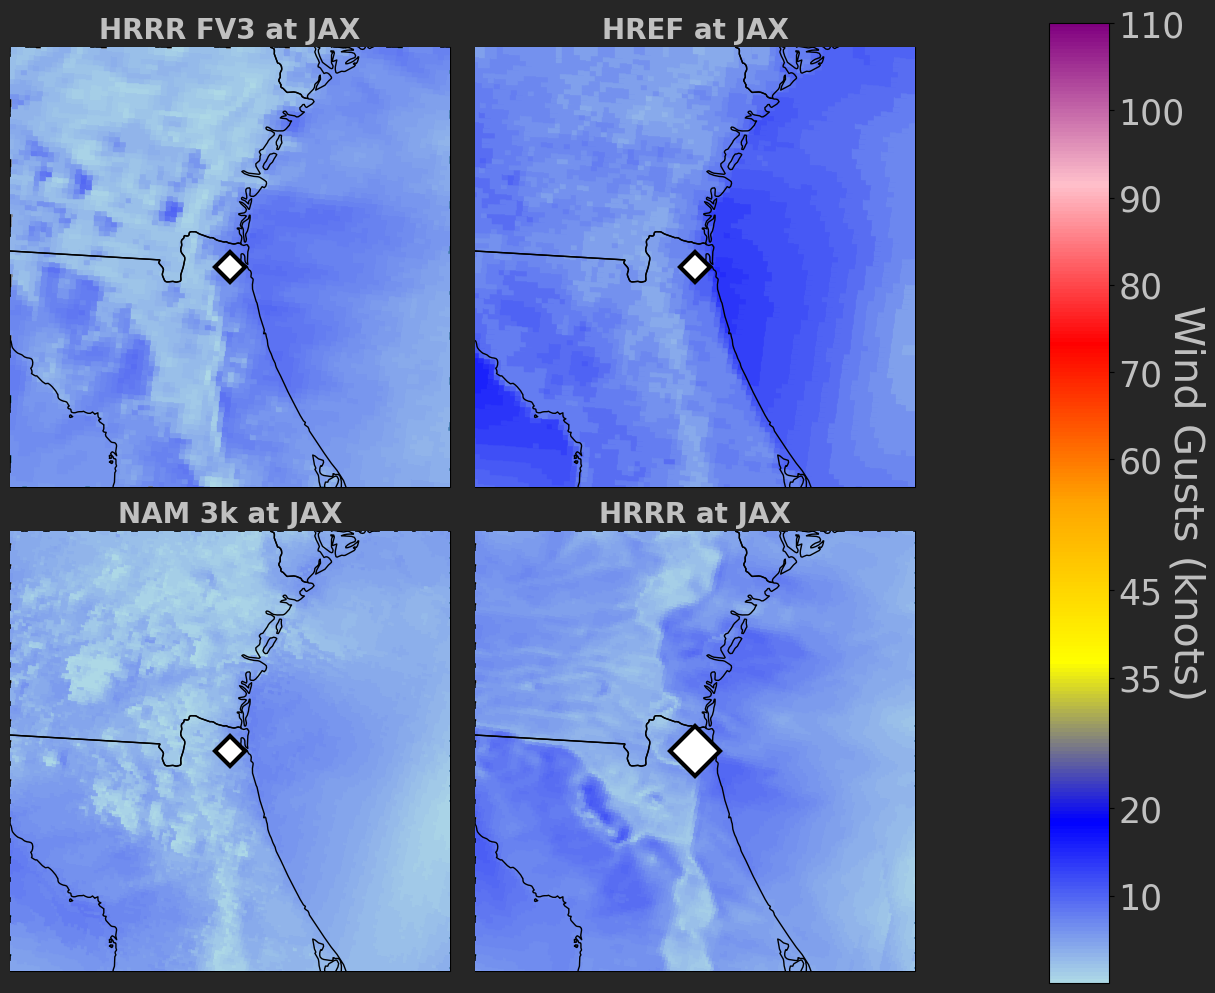 HRRR FV3 at JAX
HREF at JAX
NAM 3k at JAX
HRRR at JAX
110
100
90
80
70
60
45
35
20
10
Wind Gusts (knots)